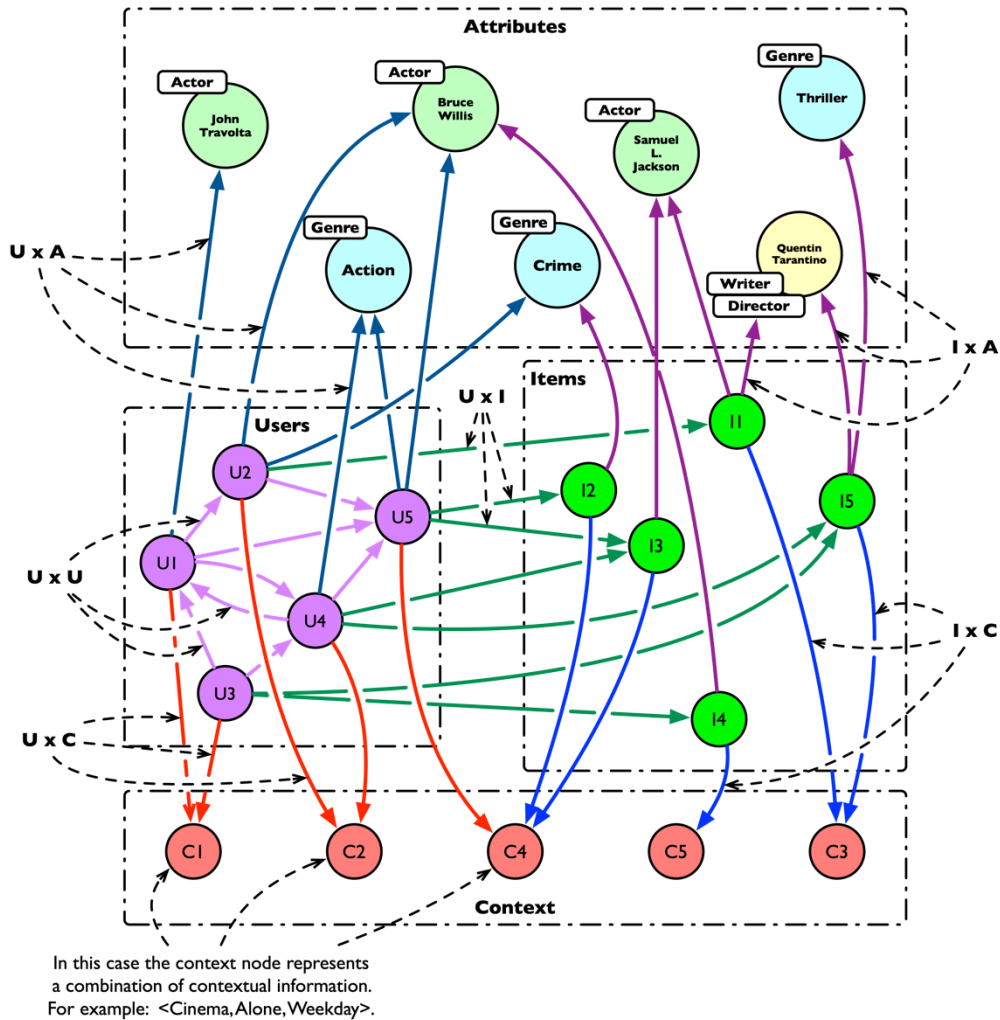 Attributes
Actor
John
Travolta
Actor
Bruce
Willis
Actor
Samuel
L.
Jackson
Genre
Thriller
Genre
Action
Genre
Crime
Quentin
Tarantino
Writer
Director
U x A
I x A
Items
U x I
Users
I1
U2
I2
U5
I5
I3
U1
U x U
U4
I x C
U3
I4
U x C
C1
C2
C4
C5
C3
Context
In this case the context node represents
a combination of contextual information.
For example: <Cinema, Alone, Weekday>.